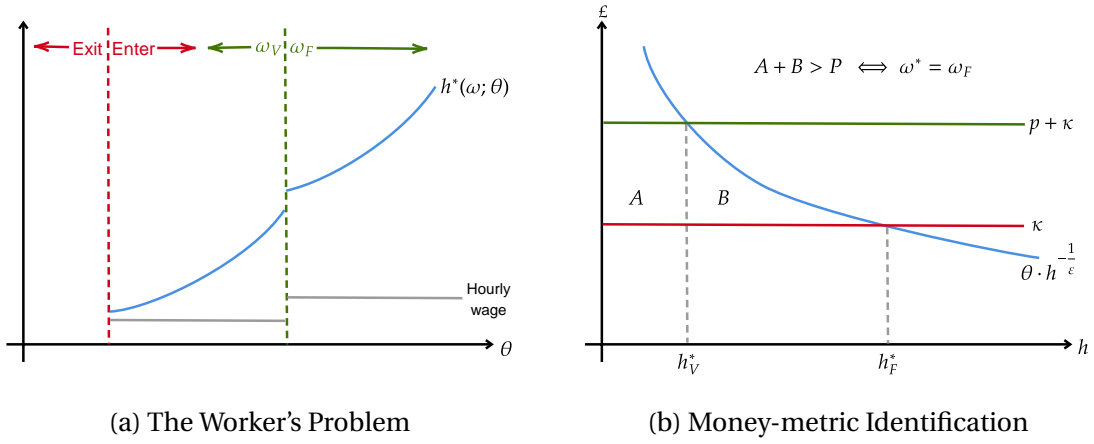 Exit Enter
ω_V ω_F
h*(ω; θ)
Hourly
wage
θ
(a) The Worker's Problem
£
A + B > P ⟺ ω* = ω_F
p + κ
A
B
κ
θ · h^{-1/ε}
h*_V
h*_F
h
(b) Money-metric Identification